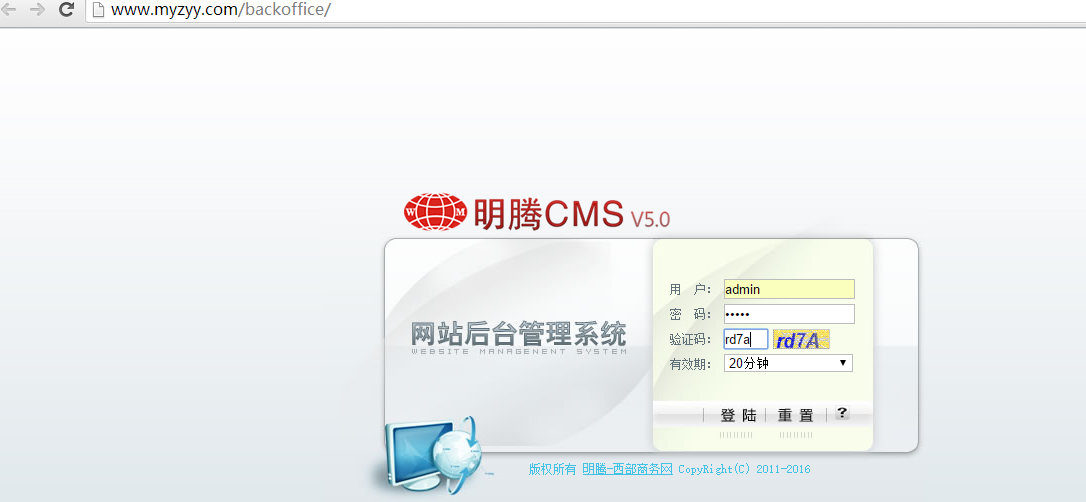 www.myzyy.com/backoffice/
W M 明腾CMS V5.0
用 户: admin
密 码: •••••
验证码: rd7a rd7A
有效期: 20分钟
网站后台管理系统
WEBSITE MANAGENENT SYSTEM
登 陆 重 置 ?
版权所有 明腾-西部商务网 CopyRight(C) 2011-2016